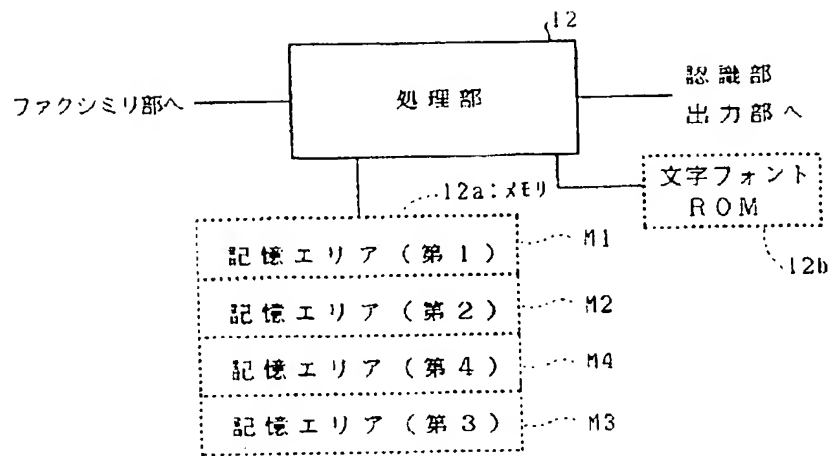 12
ファクシミリ部へ
処理部
認識部
出力部へ
12a:メモリ
文字フォント
ROM
12b
記憶エリア(第1)
M1
記憶エリア(第2)
M2
記憶エリア(第4)
M4
記憶エリア(第3)
M3